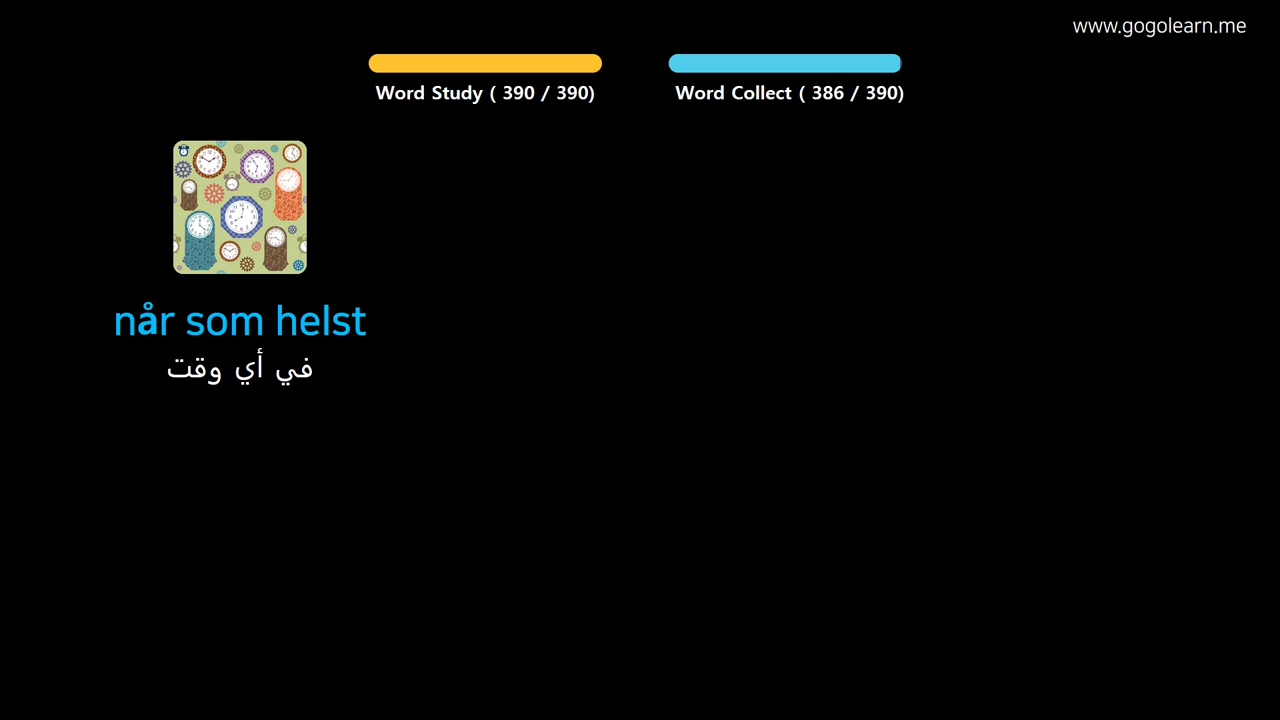 www.gogolearn.me
Word Study ( 390 / 390)
Word Collect ( 386 / 390)
når som helst
في أي وقت